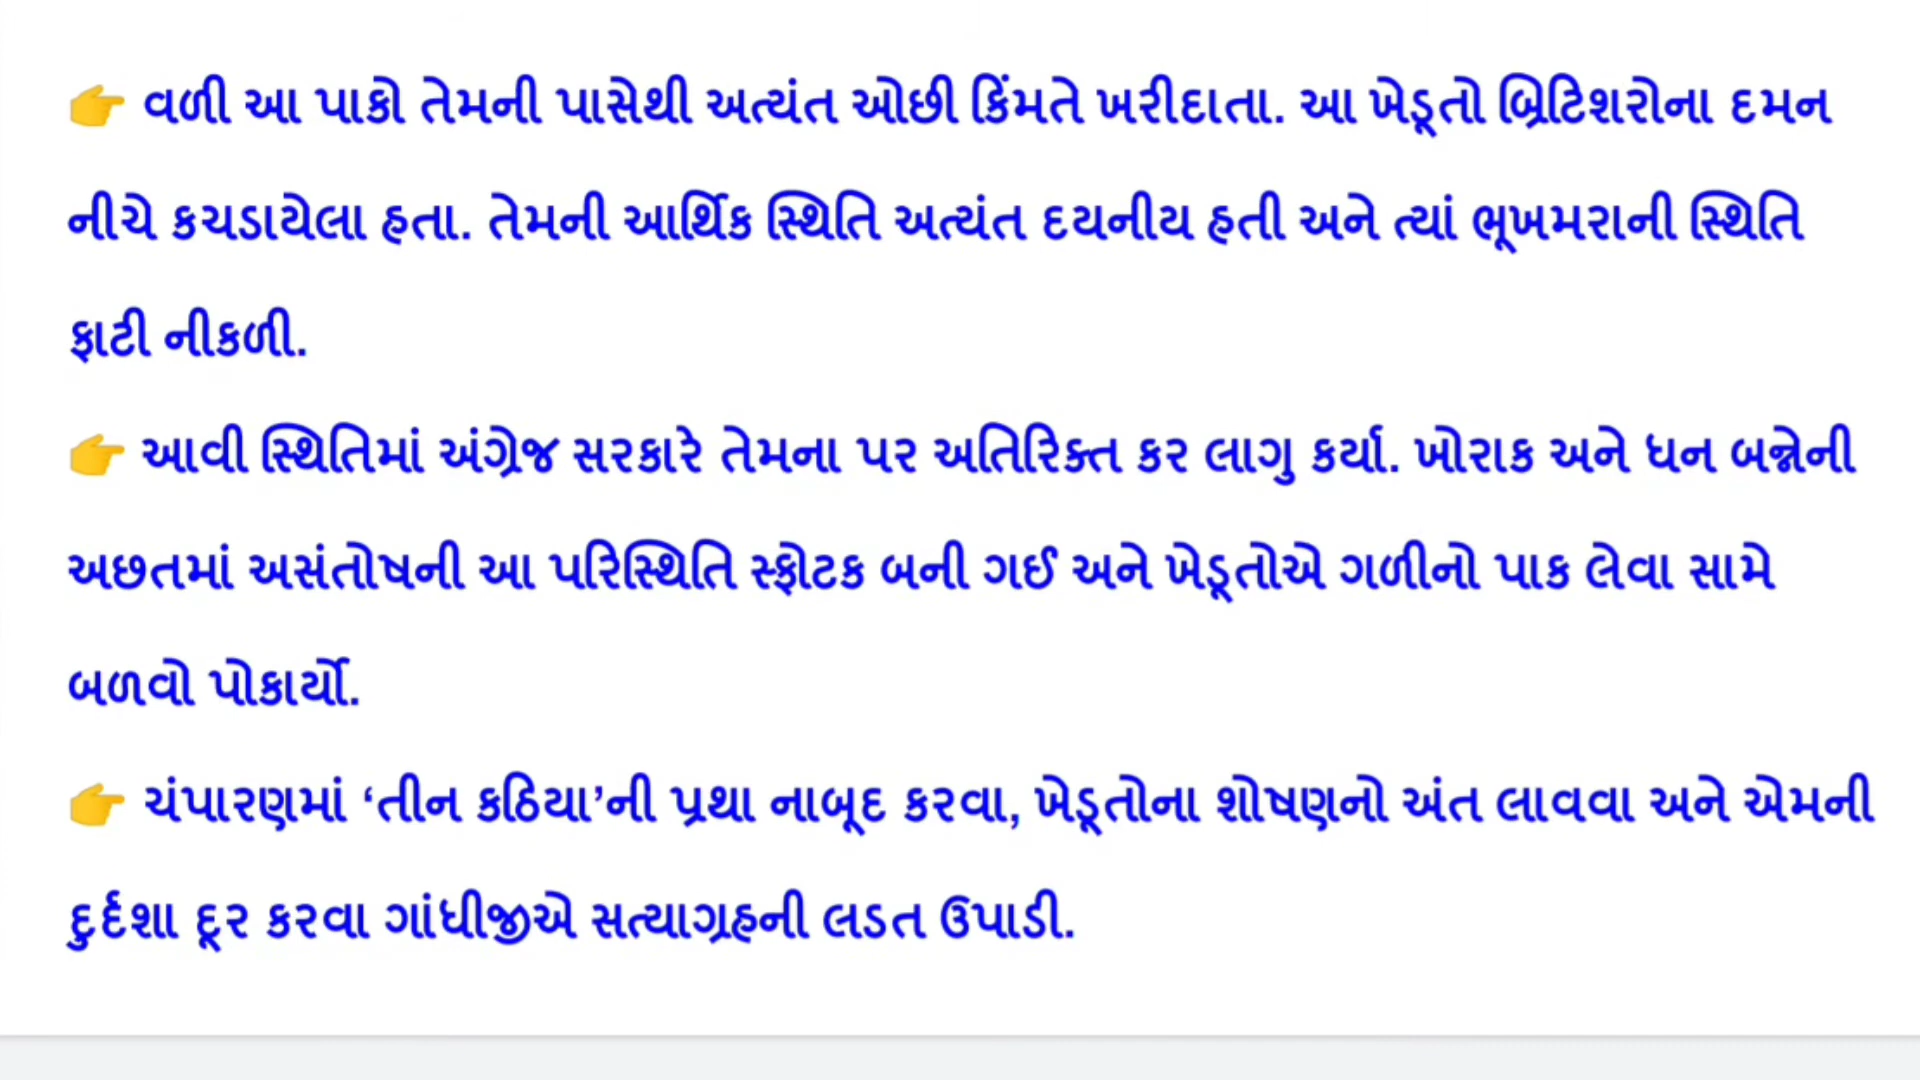 👉 વળી આ પાકો તેમની પાસેથી અત્યંત ઓછી કિંમતે ખરીદાતા. આ ખેડૂતો બ્રિટિશરોના દમન
નીચે કચડાયેલા હતા. તેમની આર્થિક સ્થિતિ અત્યંત દયનીય હતી અને ત્યાં ભૂખમરાની સ્થિતિ
ફાટી નીકળી.
👉 આવી સ્થિતિમાં અંગ્રેજ સરકારે તેમના પર અતિરિક્ત કર લાગુ કર્યા. ખોરાક અને ધન બન્નેની
અછતમાં અસંતોષની આ પરિસ્થિતિ સ્ફોટક બની ગઈ અને ખેડૂતોએ ગળીનો પાક લેવા સામે
બળવો પોકાર્યો.
👉 ચંપારણમાં ‘તીન કઠિયા’ની પ્રથા નાબૂદ કરવા, ખેડૂતોના શોષણનો અંત લાવવા અને એમની
દુર્દશા દૂર કરવા ગાંધીજીએ સત્યાગ્રહની લડત ઉપાડી.